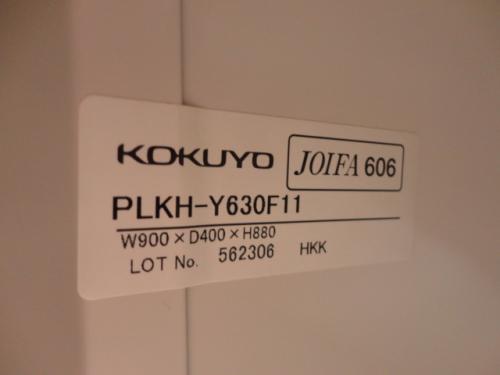 KOKUYO JOIFA 606
PLKH-Y630F11
W900×D400×H880
LOT No. 562306 HKK